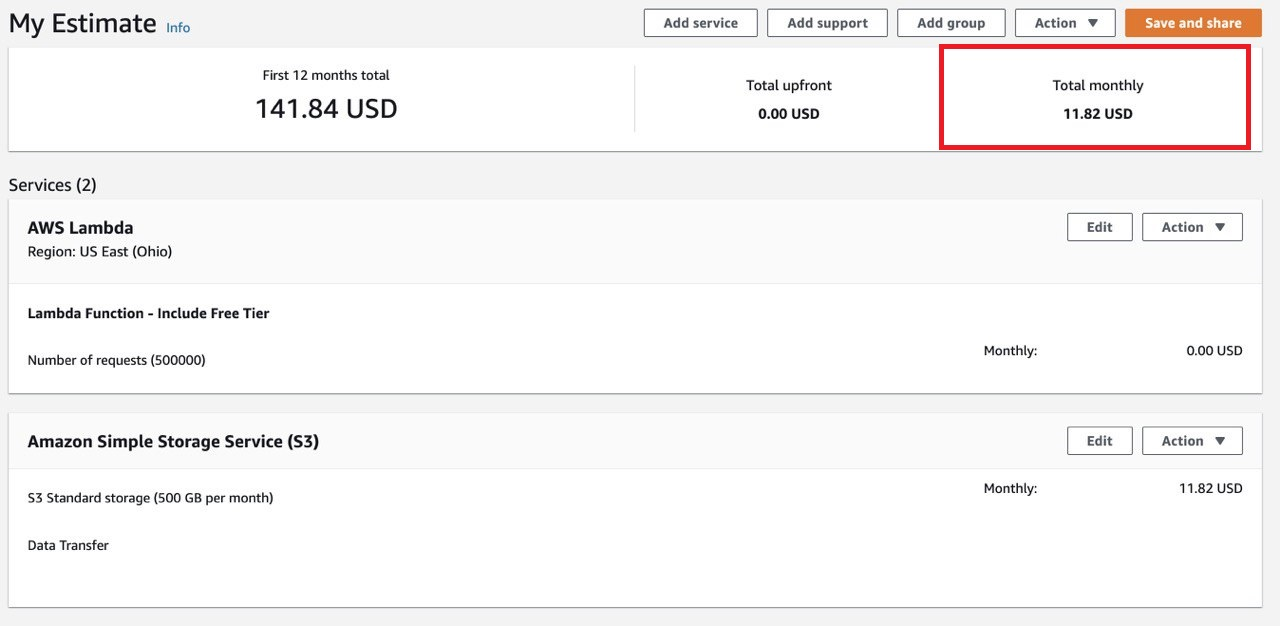 My Estimate Info
Add service Add support Add group Action Save and share
First 12 months total
141.84 USD
Total upfront
0.00 USD
Total monthly
11.82 USD
Services (2)
AWS Lambda
Region: US East (Ohio)
Edit Action
Lambda Function - Include Free Tier
Number of requests (500000)
Monthly: 0.00 USD
Amazon Simple Storage Service (S3)
Edit Action
S3 Standard storage (500 GB per month)
Monthly: 11.82 USD
Data Transfer